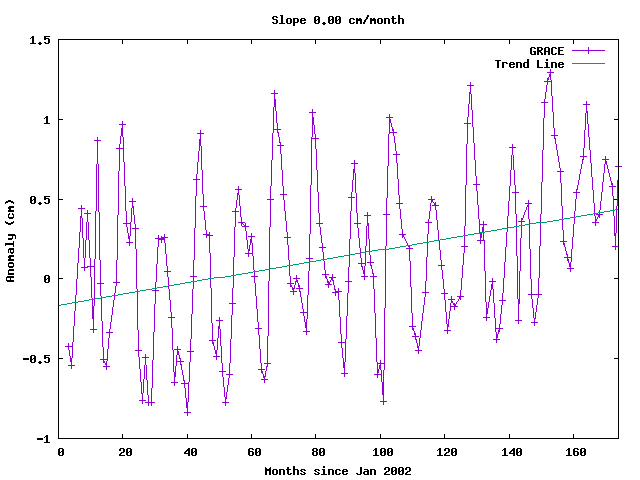 Slope 0.00 cm/month
GRACE
Trend Line
1.5
1
0.5
0
-0.5
-1
Anomaly (cm)
0 20 40 60 80 100 120 140 160
Months since Jan 2002